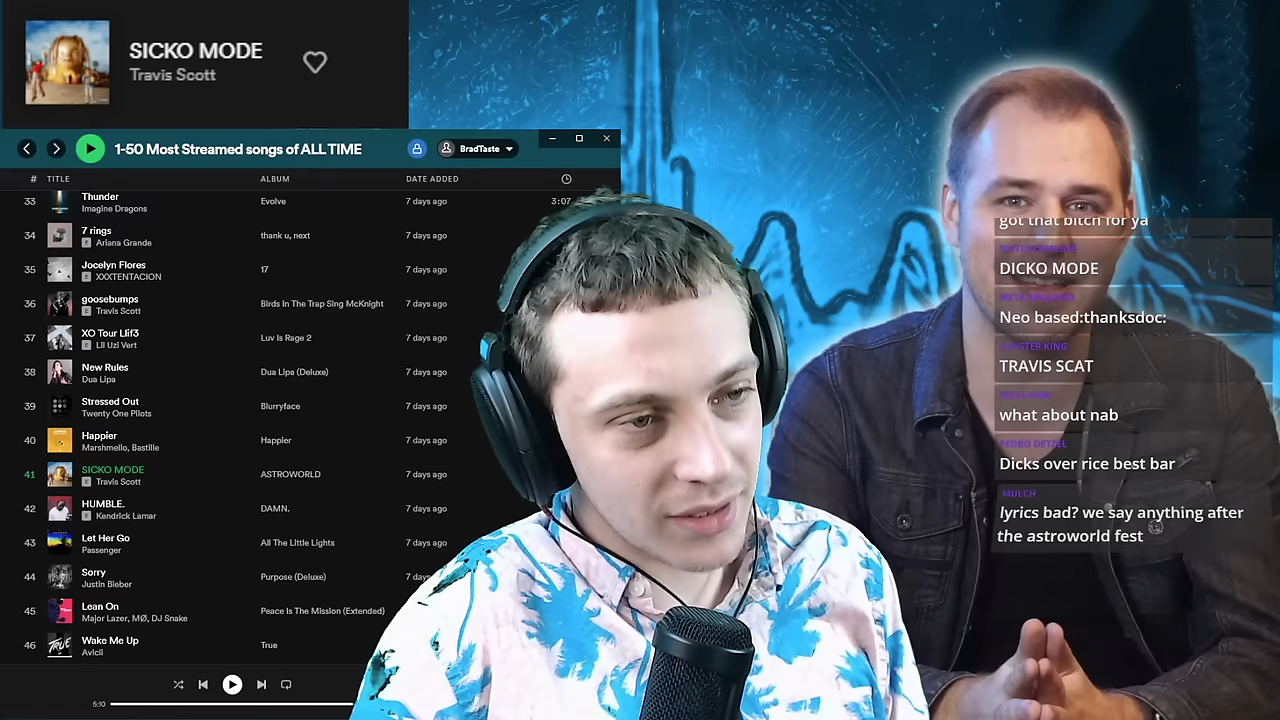 SICKO MODE
Travis Scott
1-50 Most Streamed songs of ALL TIME
BradTaste
# TITLE ALBUM DATE ADDED
33 Thunder Evolve 7 days ago 3:07
Imagine Dragons
34 7 rings thank u, next 7 days ago
E Ariana Grande
35 Jocelyn Flores 17 7 days ago
E XXXTENTACION
36 goosebumps Birds In The Trap Sing McKnight 7 days ago
E Travis Scott
37 XO Tour Llif3 Luv Is Rage 2 7 days ago
E Lil Uzi Vert
38 New Rules Dua Lipa (Deluxe) 7 days ago
Dua Lipa
39 Stressed Out Blurryface 7 days ago
Twenty One Pilots
40 Happier Happier 7 days ago
Marshmello, Bastille
41 SICKO MODE ASTROWORLD 7 days ago
E Travis Scott
42 HUMBLE. DAMN. 7 days ago
E Kendrick Lamar
43 Let Her Go All The Little Lights 7 days ago
Passenger
44 Sorry Purpose (Deluxe) 7 days
Justin Bieber
45 Lean On Peace Is The Mission (Extended)
Major Lazer, MØ, DJ Snake
46 Wake Me Up True
Avicii
5:10
got that bitch for ya
DICKO MODE
Neo based:thanksdoc:
KING
TRAVIS SCAT
what about nab
PEDRO DETZEL
Dicks over rice best bar
MULCH
lyrics bad? we say anything after
the astroworld fest
TRUE